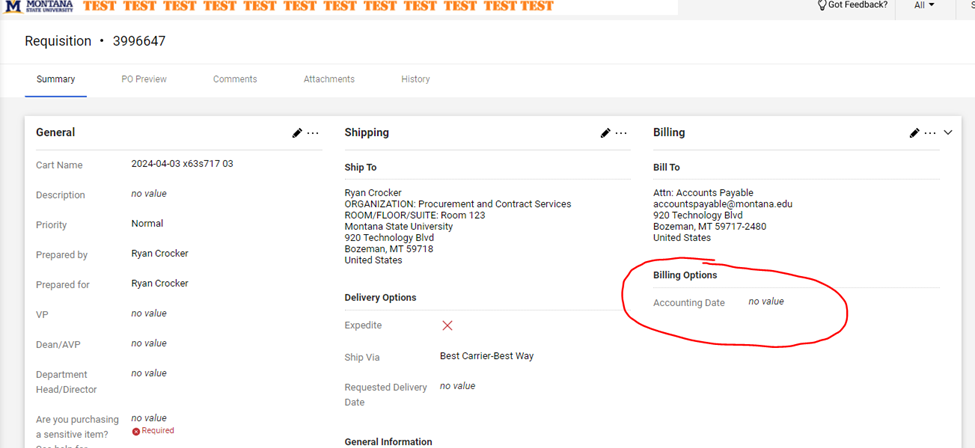 MONTANA
STATE UNIVERSITY
TEST TEST TEST TEST TEST TEST TEST TEST TEST TEST TEST TEST
Got Feedback?
All
Requisition • 3996647
Summary
PO Preview
Comments
Attachments
History
General
Cart Name 2024-04-03 x63s717 03
Description no value
Priority Normal
Prepared by Ryan Crocker
Prepared for Ryan Crocker
VP no value
Dean/AVP no value
Department no value
Head/Director
Are you purchasing no value
a sensitive item? Required
Shipping
Ship To
Ryan Crocker
ORGANIZATION: Procurement and Contract Services
ROOM/FLOOR/SUITE: Room 123
Montana State University
920 Technology Blvd
Bozeman, MT 59718
United States
Delivery Options
Expedite
Ship Via Best Carrier-Best Way
Requested Delivery no value
Date
General Information
Billing
Bill To
Attn: Accounts Payable
accountspayable@montana.edu
920 Technology Blvd
Bozeman, MT 59717-2480
United States
Billing Options
Accounting Date no value